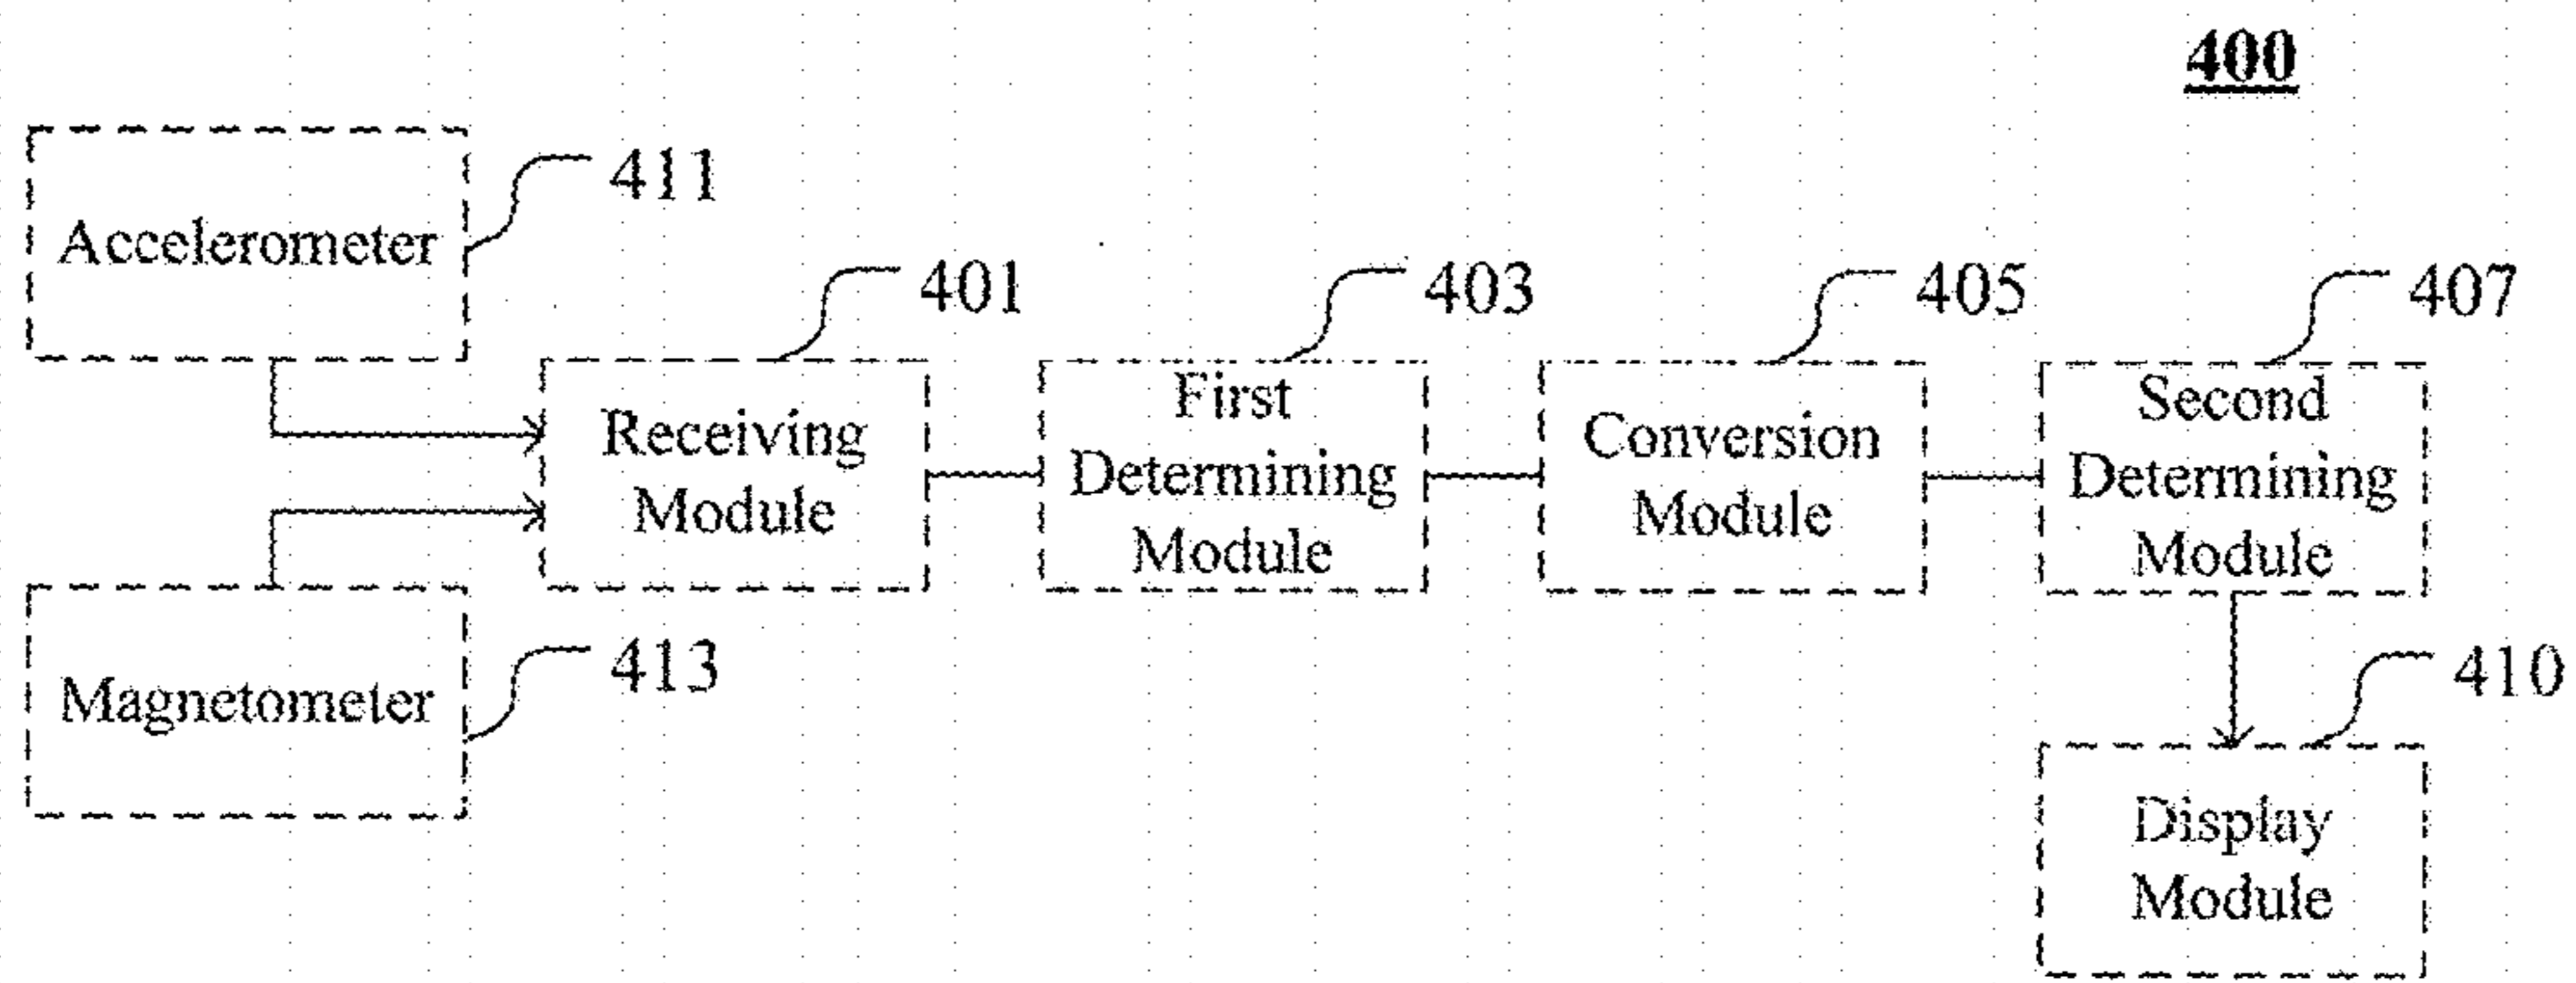 400
411
Accelerometer
401
403
405
407
Receiving
Module
First
Determining
Module
Conversion
Module
Second
Determining
Module
413
Magnetometer
410
Display
Module